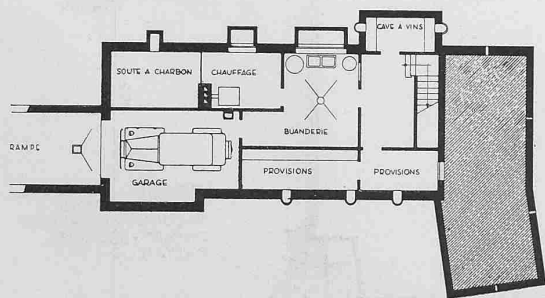 CAVE A VINS
SOUTE A CHARBON
CHAUFFAGE
BUANDERIE
RAMPE
GARAGE
PROVISIONS
PROVISIONS